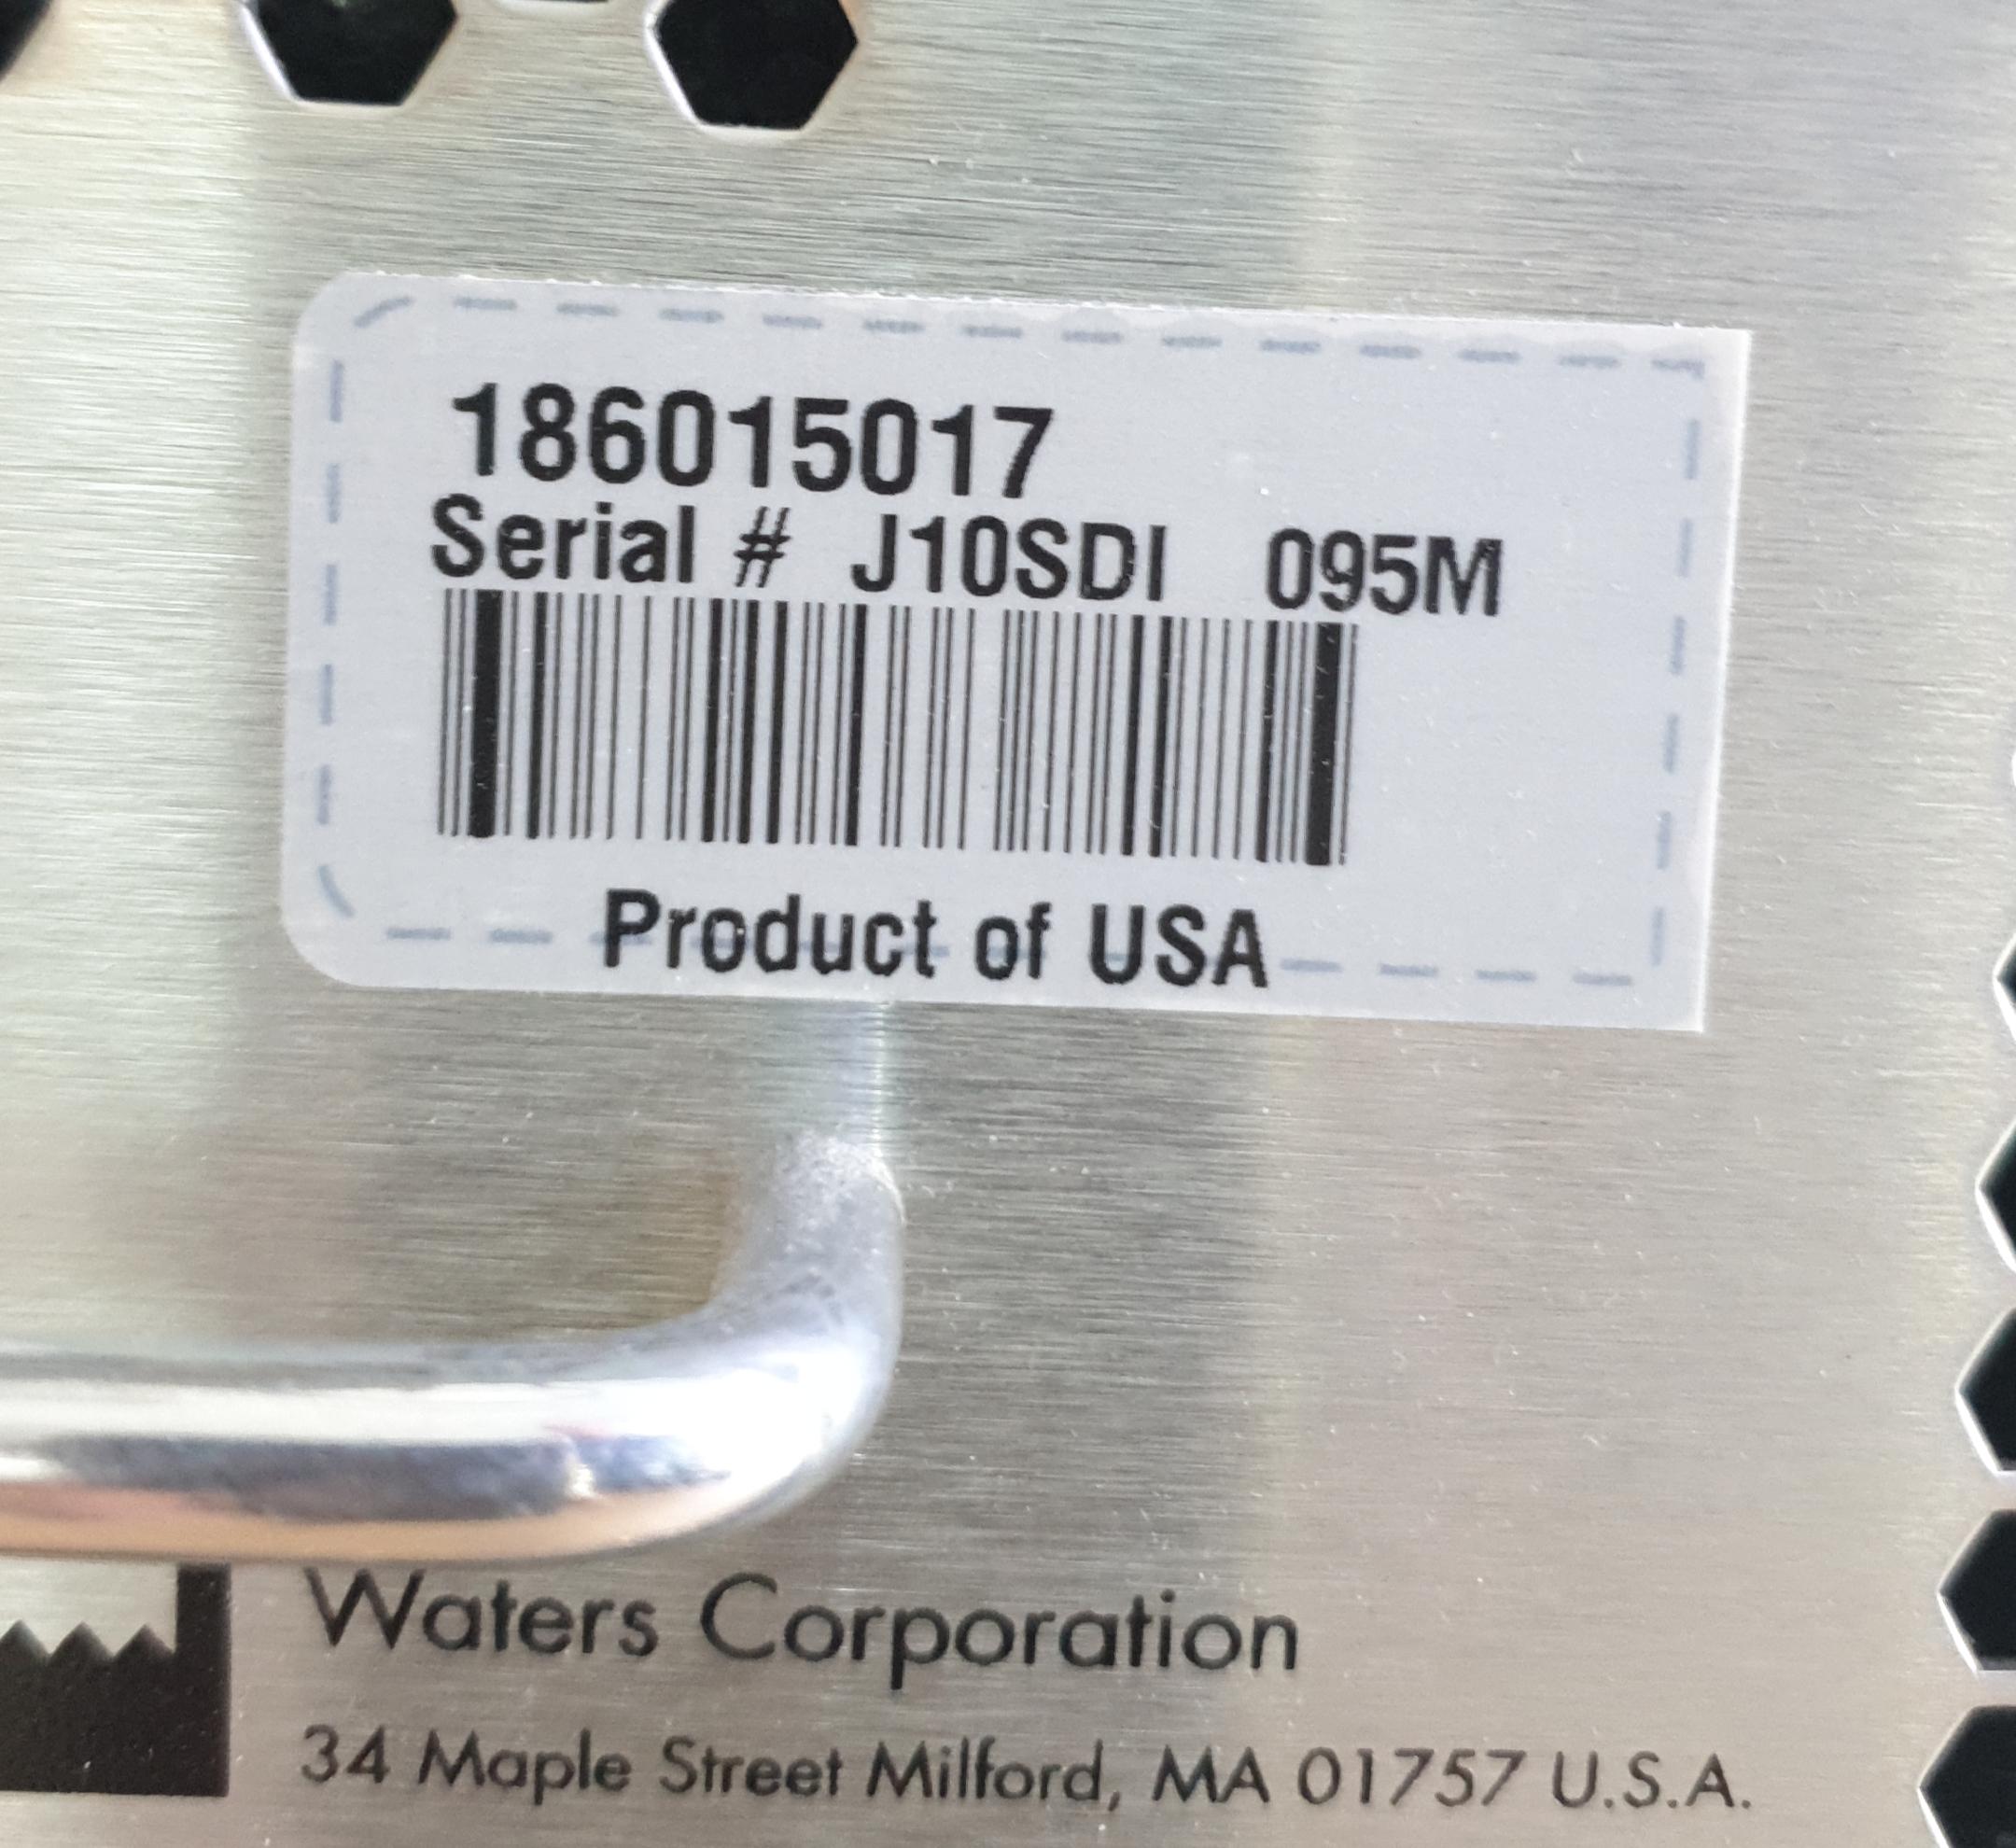 186015017
Serial # J10SDI 095M
Product of USA
Waters Corporation
34 Maple Street Milford, MA 01757 U.S.A.